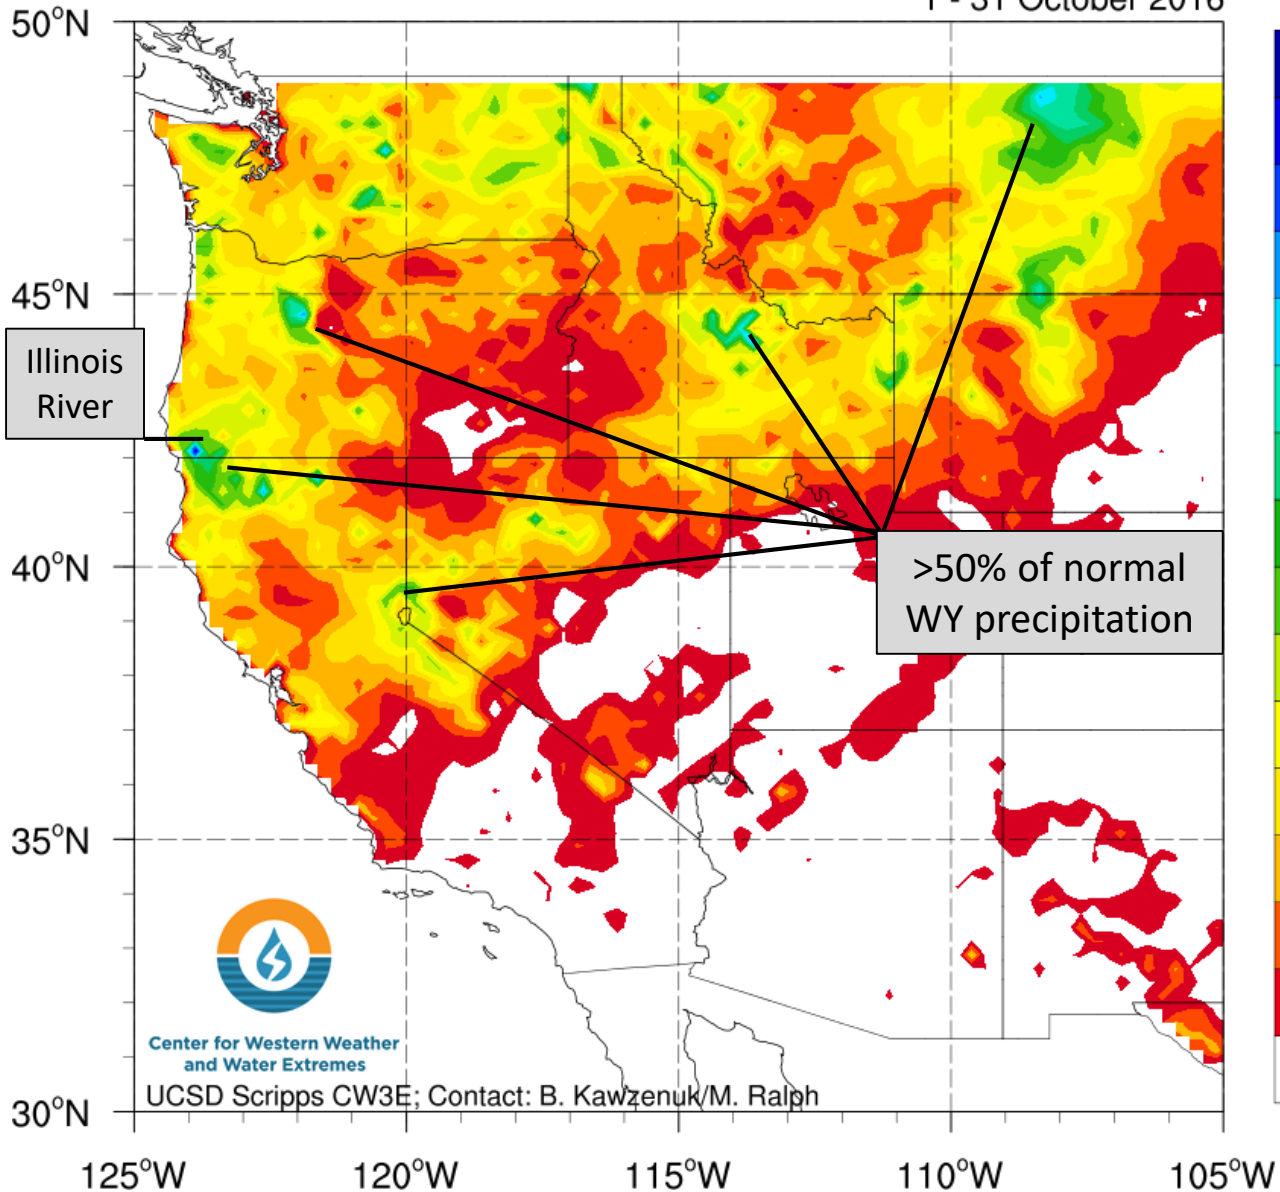 1 - 31 October 2016
50°N
45°N
Illinois
River
40°N
>50% of normal
WY precipitation
35°N
Center for Western Weather
and Water Extremes
UCSD Scripps CW3E; Contact: B. Kawzenuk/M. Ralph
30°N
125°W 120°W 115°W 110°W 105°W